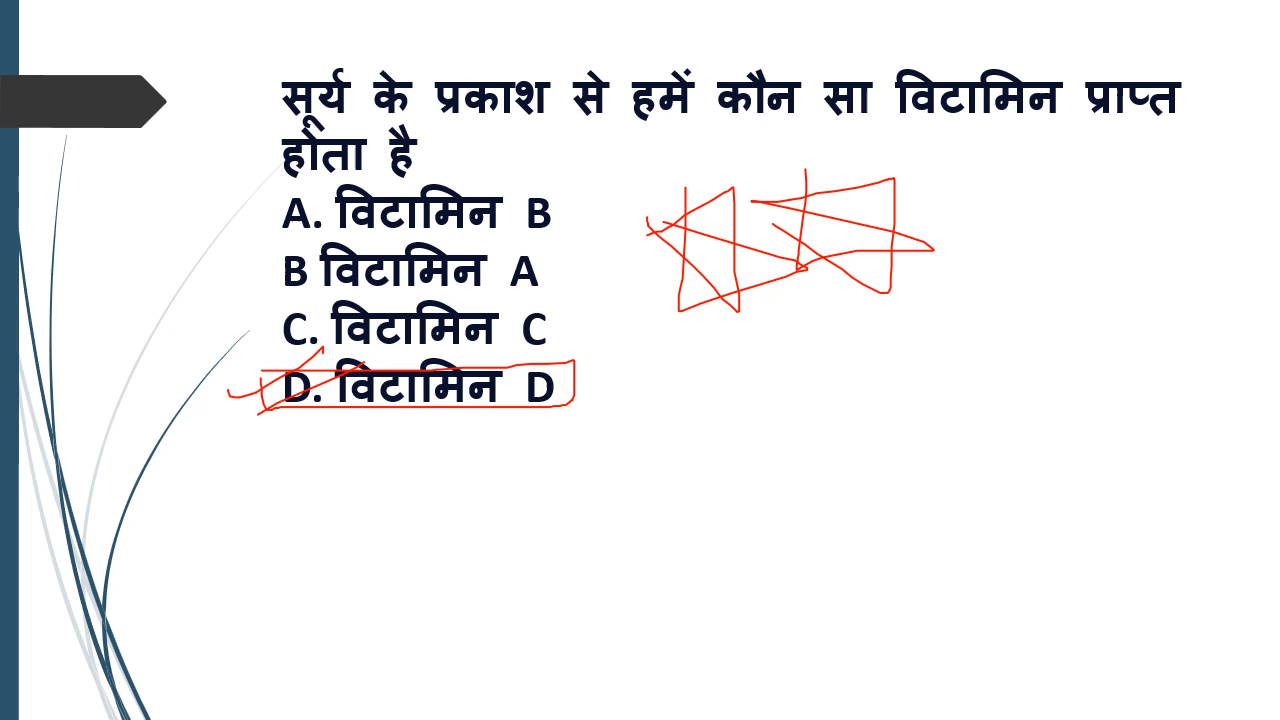 सूर्य के प्रकाश से हमें कौन सा विटामिन प्राप्त
होता है
A. विटामिन B
B विटामिन A
C. विटामिन C
D. विटामिन D